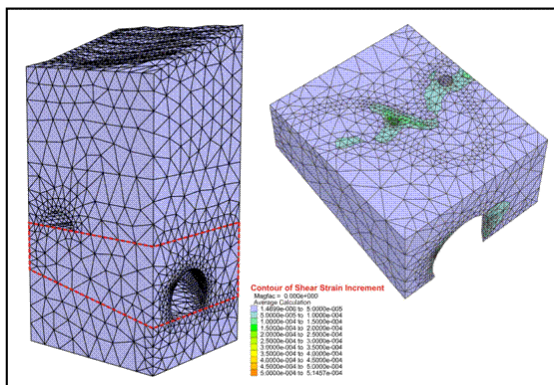 Contour of Shear Strain Increment
Magfac = 0.000e+000
Average Calculation
1.4699e-006 to 5.0000e-005
5.0000e-005 to 1.0000e-004
1.0000e-004 to 1.5000e-004
1.5000e-004 to 2.0000e-004
2.0000e-004 to 2.5000e-004
2.5000e-004 to 3.0000e-004
3.0000e-004 to 3.5000e-004
3.5000e-004 to 4.0000e-004
4.0000e-004 to 4.5000e-004
4.5000e-004 to 5.0000e-004
5.0000e-004 to 5.1457e-004